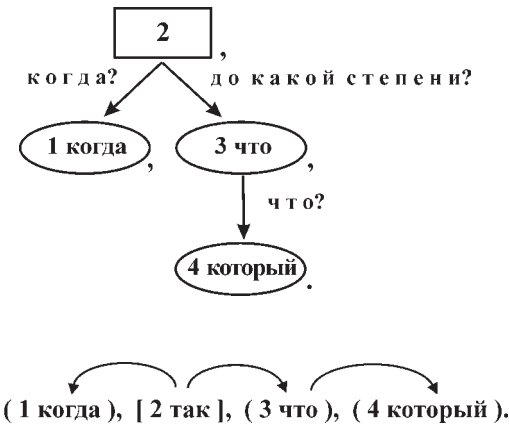 2 ,
когда? до какой степени?
1 когда , 3 что ,
что?
4 который .
( 1 когда ), [ 2 так ], ( 3 что ), ( 4 который ).